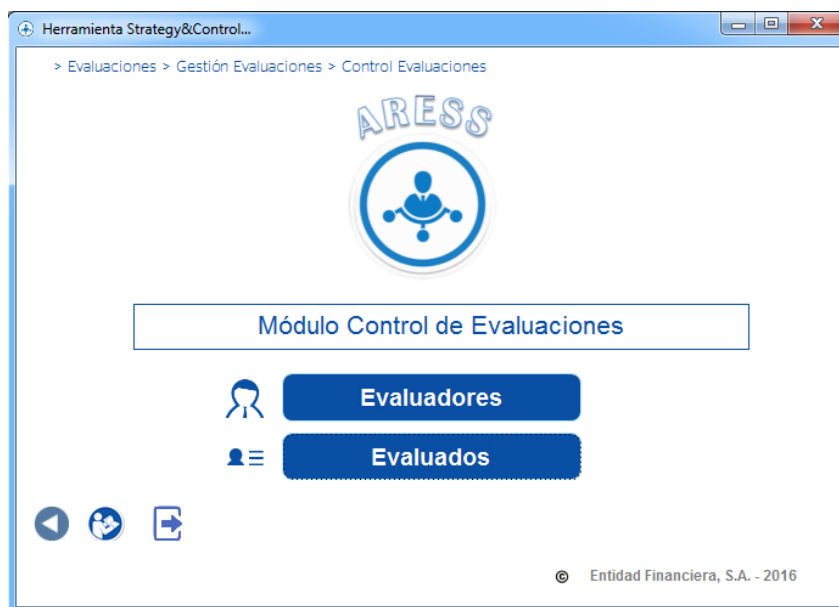 Herramienta Strategy&Control...
> Evaluaciones > Gestión Evaluaciones > Control Evaluaciones
ARESS
Módulo Control de Evaluaciones
Evaluadores
Evaluados
© Entidad Financiera, S.A. - 2016